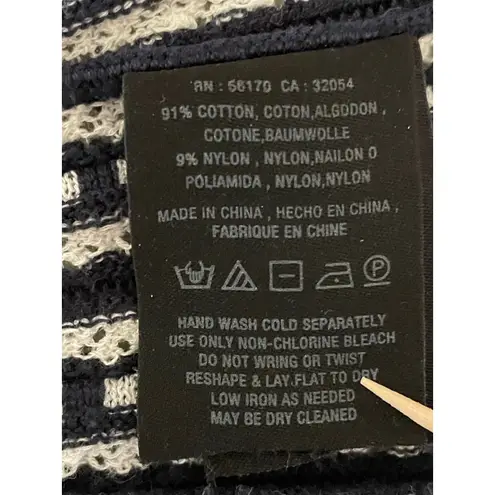 RN : 56170 CA : 32054
91% COTTON, COTON,ALGODON ,
COTONE,BAUMWOLLE
9% NYLON , NYLON,NAILON O
POLIAMIDA , NYLON,NYLON
MADE IN CHINA , HECHO EN CHINA ,
FABRIQUE EN CHINE
P
HAND WASH COLD SEPARATELY
USE ONLY NON-CHLORINE BLEACH
DO NOT WRING OR TWIST
RESHAPE & LAY.FLAT TO DRY
LOW IRON AS NEEDED
MAY BE DRY CLEANED